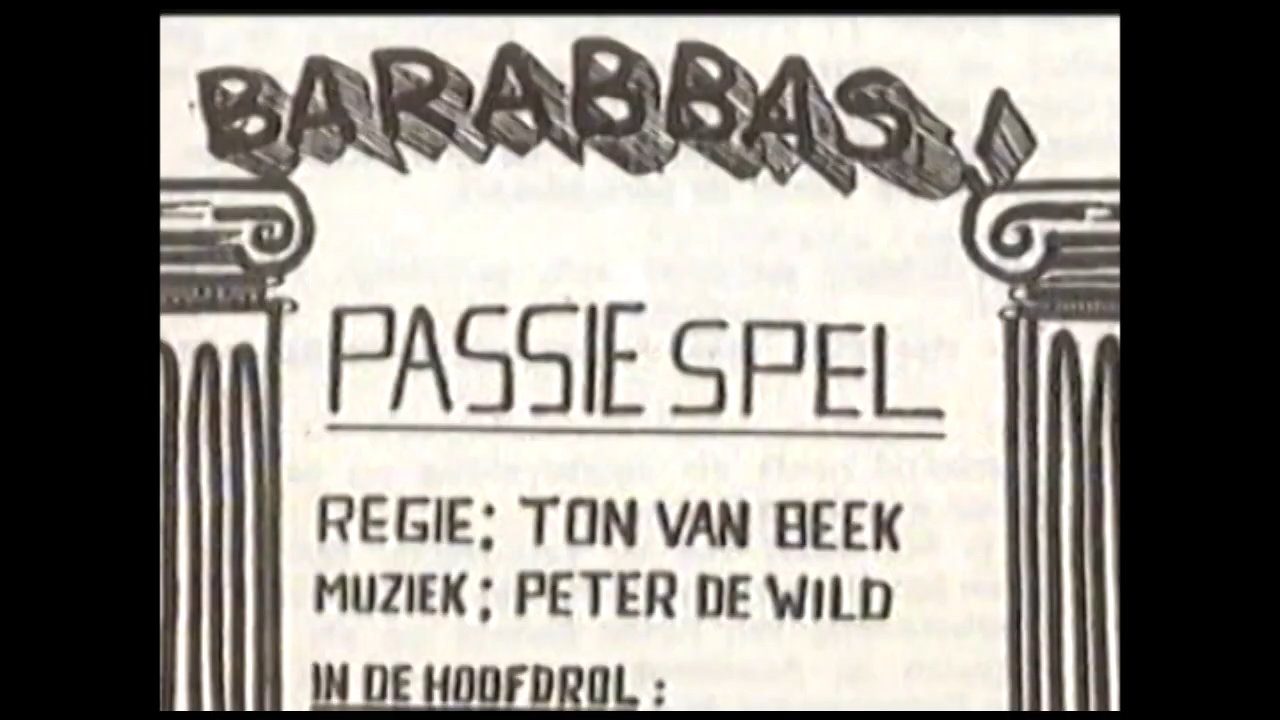 BARABBAS!
PASSIE SPEL
REGIE: TON VAN BEEK
MUZIEK: PETER DE WILD
IN DE HOOFDROL: